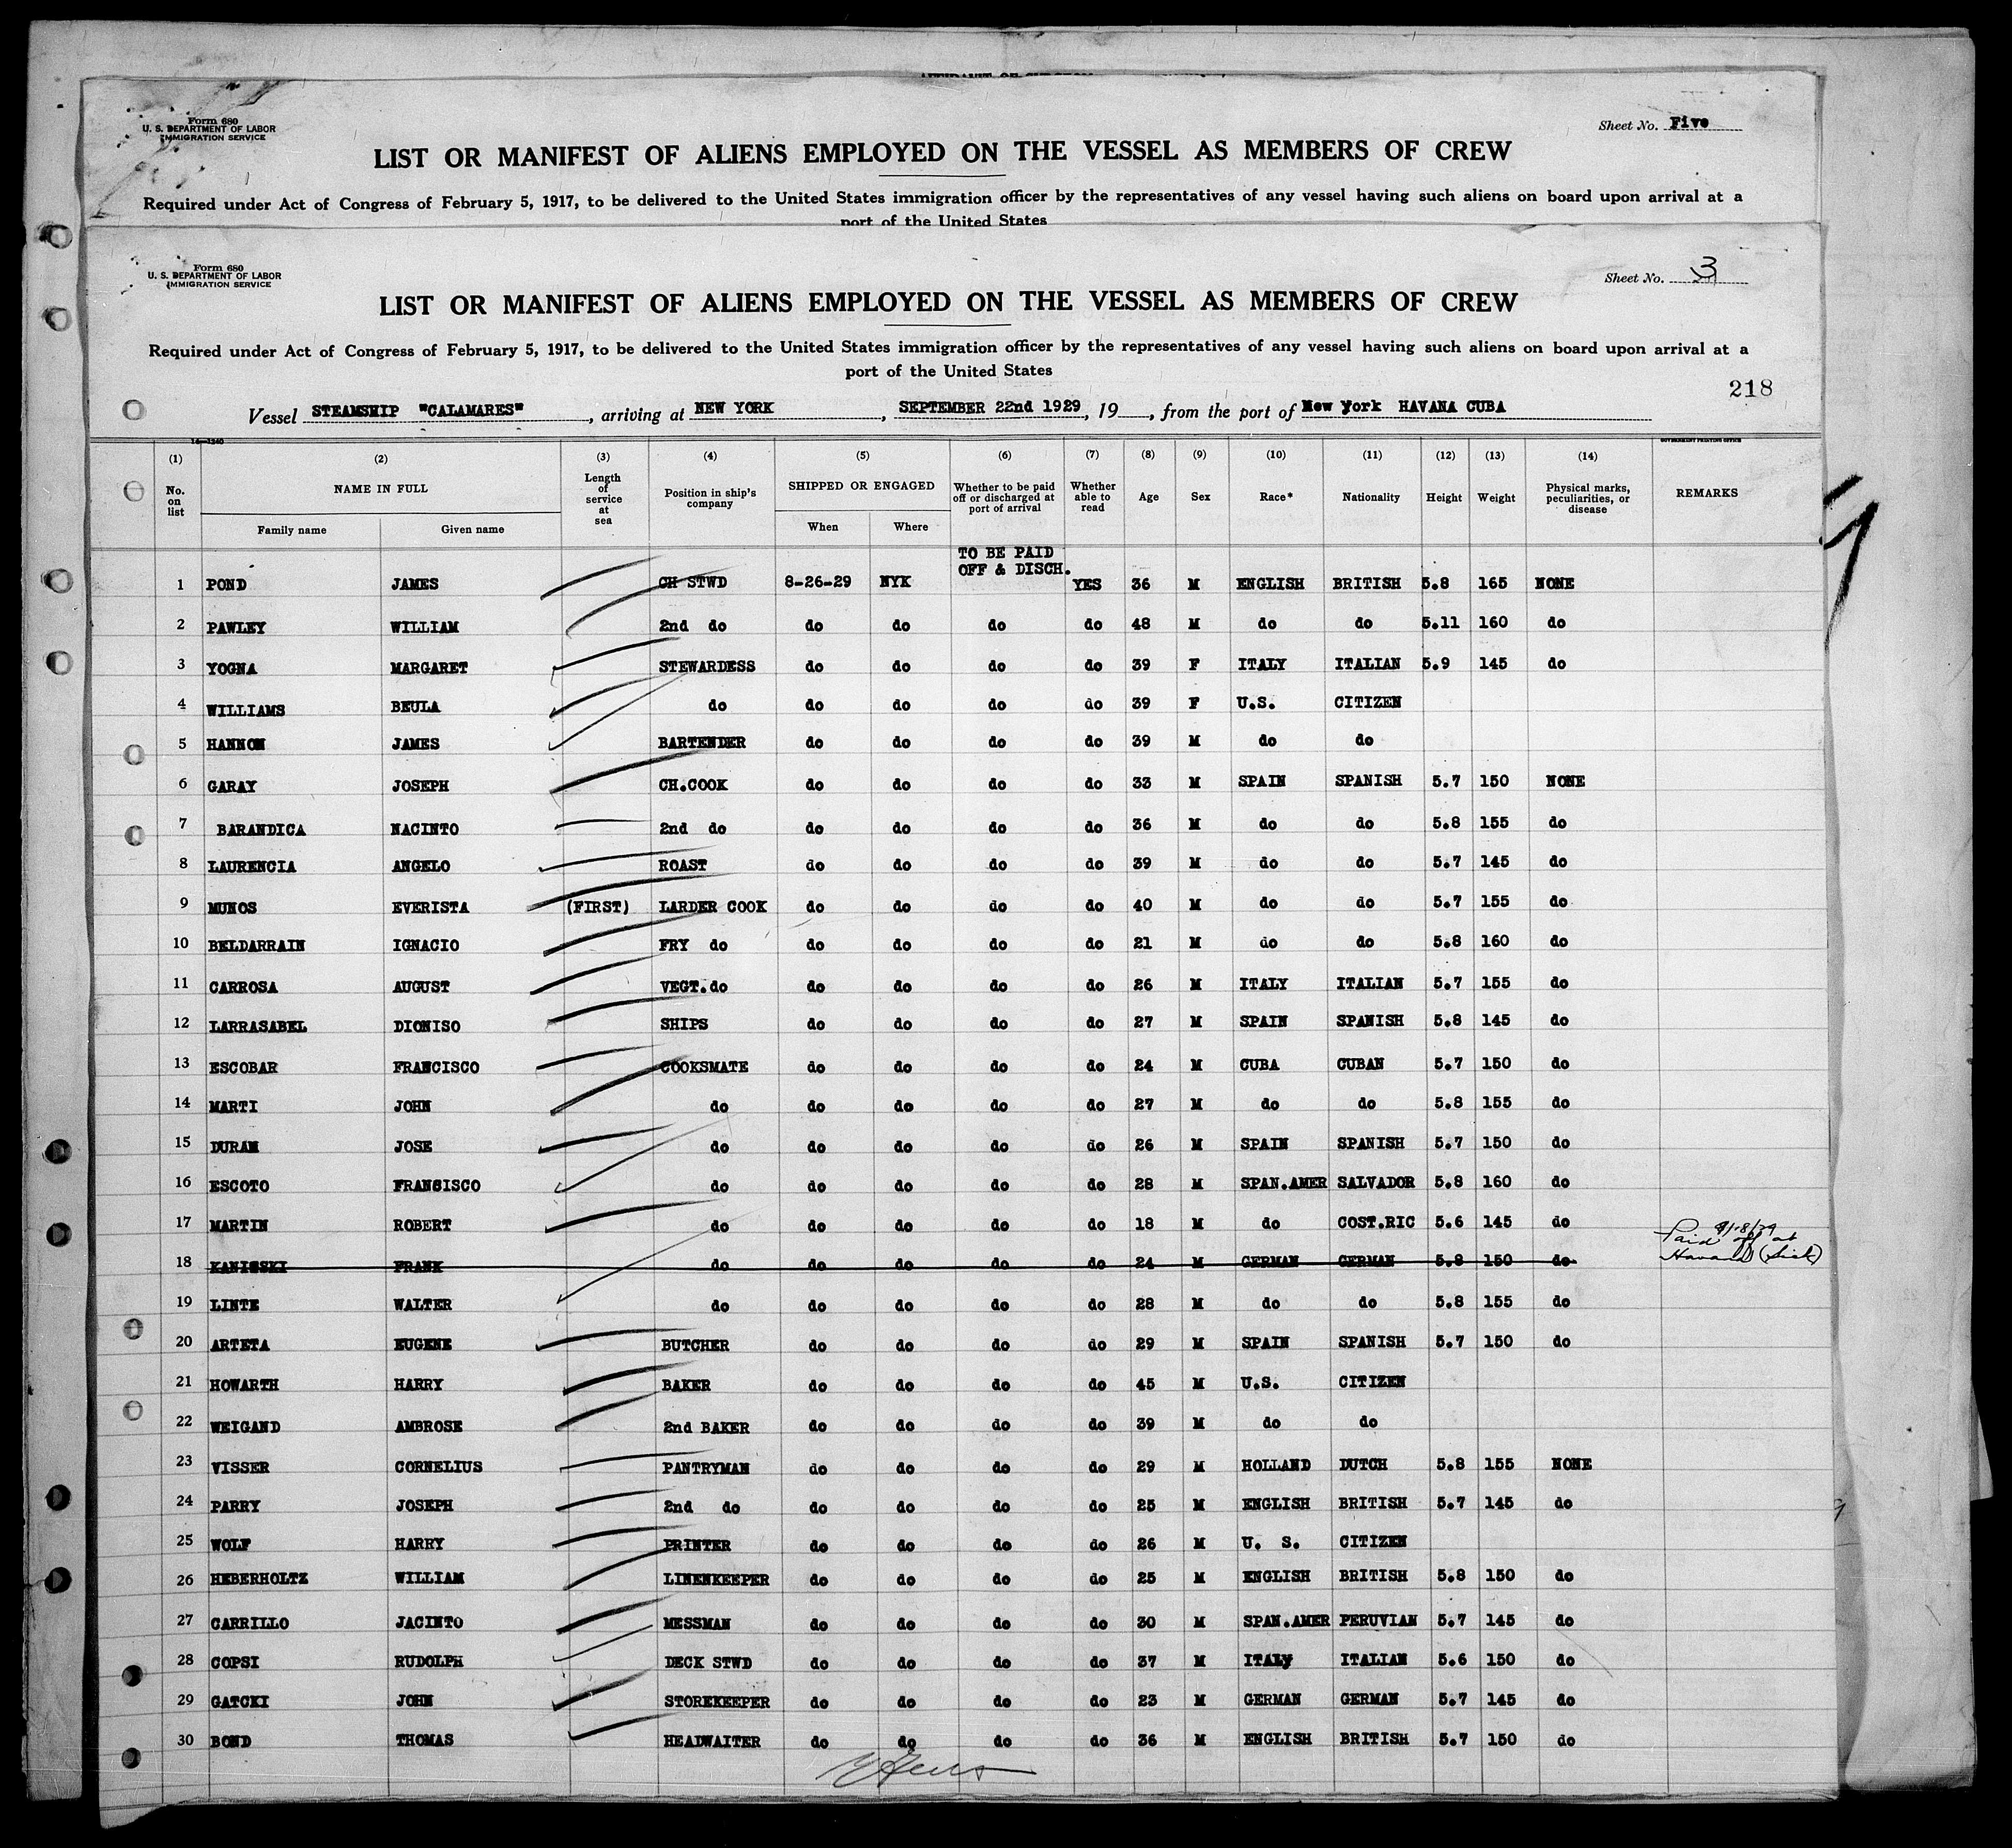 Form 680
U. S. DEPARTMENT OF LABOR
IMMIGRATION SERVICE
Sheet No. Five
LIST OR MANIFEST OF ALIENS EMPLOYED ON THE VESSEL AS MEMBERS OF CREW
Required under Act of Congress of February 5, 1917, to be delivered to the United States immigration officer by the representatives of any vessel having such aliens on board upon arrival at a
port of the United States
Form 680
U. S. DEPARTMENT OF LABOR
IMMIGRATION SERVICE
Sheet No. 3
LIST OR MANIFEST OF ALIENS EMPLOYED ON THE VESSEL AS MEMBERS OF CREW
Required under Act of Congress of February 5, 1917, to be delivered to the United States immigration officer by the representatives of any vessel having such aliens on board upon arrival at a
port of the United States
218
Vessel STEAMSHIP "CALAMARES", arriving at NEW YORK, SEPTEMBER 22nd 1929, 19, from the port of New York HAVANA CUBA
14—1240
GOVERNMENT PRINTING OFFICE
(1) (2) (3) (4) (5) (6) (7) (8) (9) (10) (11) (12) (13) (14)
No. on list NAME IN FULL Length of service at sea Position in ship's company SHIPPED OR ENGAGED Whether to be paid off or discharged at port of arrival Whether able to read Age Sex Race* Nationality Height Weight Physical marks, peculiarities, or disease REMARKS
Family name Given name When Where
TO BE PAID
OFF & DISCH.
1 POND JAMES CH STWD 8-26-29 NYK YES 36 M ENGLISH BRITISH 5.8 165 NONE
2 PAWLEY WILLIAM 2nd do do do do do 48 M do do 5.11 160 do
3 YOGNA MARGARET STEWARDESS do do do do 39 F ITALY ITALIAN 5.9 145 do
4 WILLIAMS BEULA do do do do do 39 F U.S. CITIZEN
5 HANNON JAMES BARTENDER do do do do 39 M do do
6 GARAY JOSEPH CH.COOK do do do do 33 M SPAIN SPANISH 5.7 150 NONE
7 BARANDICA NACINTO 2nd do do do do do 36 M do do 5.8 155 do
8 LAURENCIA ANGELO ROAST do do do do 39 M do do 5.7 145 do
9 MUNOS EVERISTA (FIRST) LARDER COOK do do do do 40 M do do 5.7 155 do
10 BELDARRAIN IGNACIO FRY do do do do do 21 M do do 5.8 160 do
11 CARROSA AUGUST VEGT.do do do do do 26 M ITALY ITALIAN 5.7 155 do
12 LARRASABEL DIONISO SHIPS do do do do 27 M SPAIN SPANISH 5.8 145 do
13 ESCOBAR FRANCISCO COOKSMATE do do do do 24 M CUBA CUBAN 5.7 150 do
14 MARTI JOHN do do do do do 27 M do do 5.8 155 do
15 DURAN JOSE do do do do do 26 M SPAIN SPANISH 5.7 150 do
16 ESCOTO FRANSISCO do do do do do 28 M SPAN.AMER SALVADOR 5.8 160 do
17 MARTIN ROBERT do do do do do 18 M do COST.RIC 5.6 145 do
18 KANISSKI FRANK do do do do do 24 M GERMAN GERMAN 5.8 150 do Paid off at 9/18/29 Havana (sick)
19 LINTE WALTER do do do do do 28 M do do 5.8 155 do
20 ARTETA EUGENE BUTCHER do do do do 29 M SPAIN SPANISH 5.7 150 do
21 HOWARTH HARRY BAKER do do do do 45 M U.S. CITIZEN
22 WEIGAND AMBROSE 2nd BAKER do do do do 39 M do do
23 VISSER CORNELIUS PANTRYMAN do do do do 29 M HOLLAND DUTCH 5.8 155 NONE
24 PARRY JOSEPH 2nd do do do do do 25 M ENGLISH BRITISH 5.7 145 do
25 WOLF HARRY PRINTER do do do do 26 M U. S. CITIZEN
26 HEBERHOLTZ WILLIAM LINENKEEPER do do do do 25 M ENGLISH BRITISH 5.8 150 do
27 CARRILLO JACINTO MESSMAN do do do do 30 M SPAN.AMER PERUVIAN 5.7 145 do
28 COPSI RUDOLPH DECK STWD do do do do 37 M ITALY ITALIAN 5.6 150 do
29 GATCKI JOHN STOREKEEPER do do do do 23 M GERMAN GERMAN 5.7 145 do
30 BOND THOMAS HEADWAITER do do do do 36 M ENGLISH BRITISH 5.7 150 do